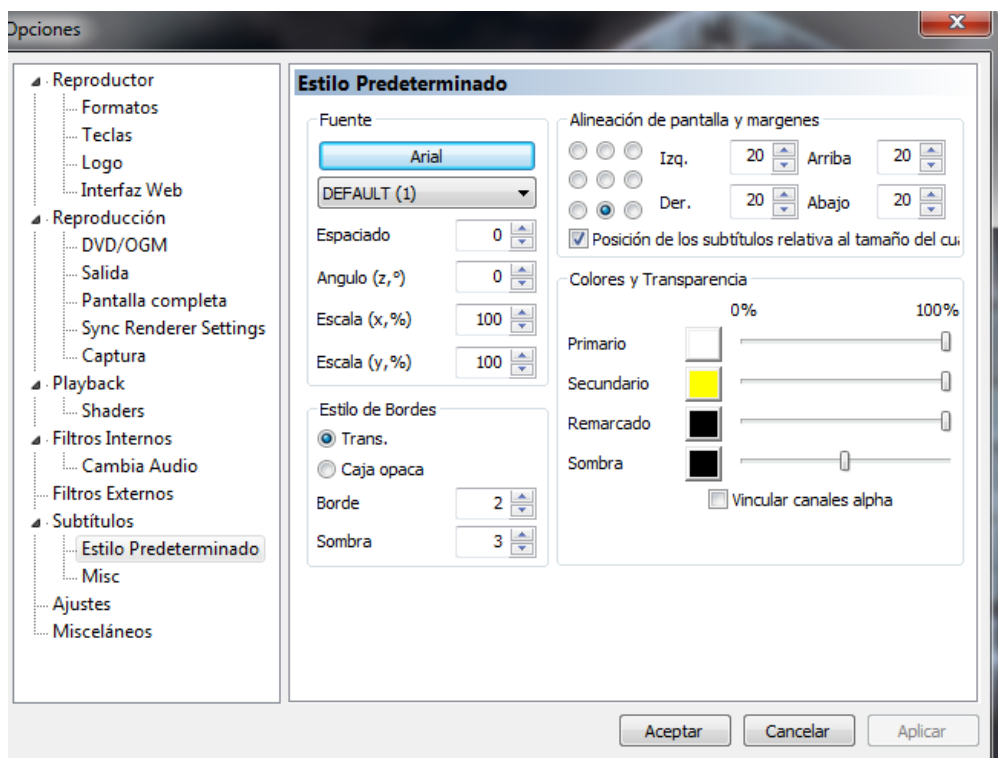 Opciones
Reproductor
Formatos
Teclas
Logo
Interfaz Web
Reproducción
DVD/OGM
Salida
Pantalla completa
Sync Renderer Settings
Captura
Playback
Shaders
Filtros Internos
Cambia Audio
Filtros Externos
Subtítulos
Estilo Predeterminado
Misc
Ajustes
Misceláneos
Estilo Predeterminado
Fuente
Arial
DEFAULT (1)
Espaciado 0
Angulo (z,º) 0
Escala (x,%) 100
Escala (y,%) 100
Estilo de Bordes
Trans.
Caja opaca
Borde 2
Sombra 3
Alineación de pantalla y margenes
Izq. 20 Arriba 20
Der. 20 Abajo 20
Posición de los subtítulos relativa al tamaño del cua
Colores y Transparencia
0% 100%
Primario
Secundario
Remarcado
Sombra
Vincular canales alpha
Aceptar Cancelar Aplicar